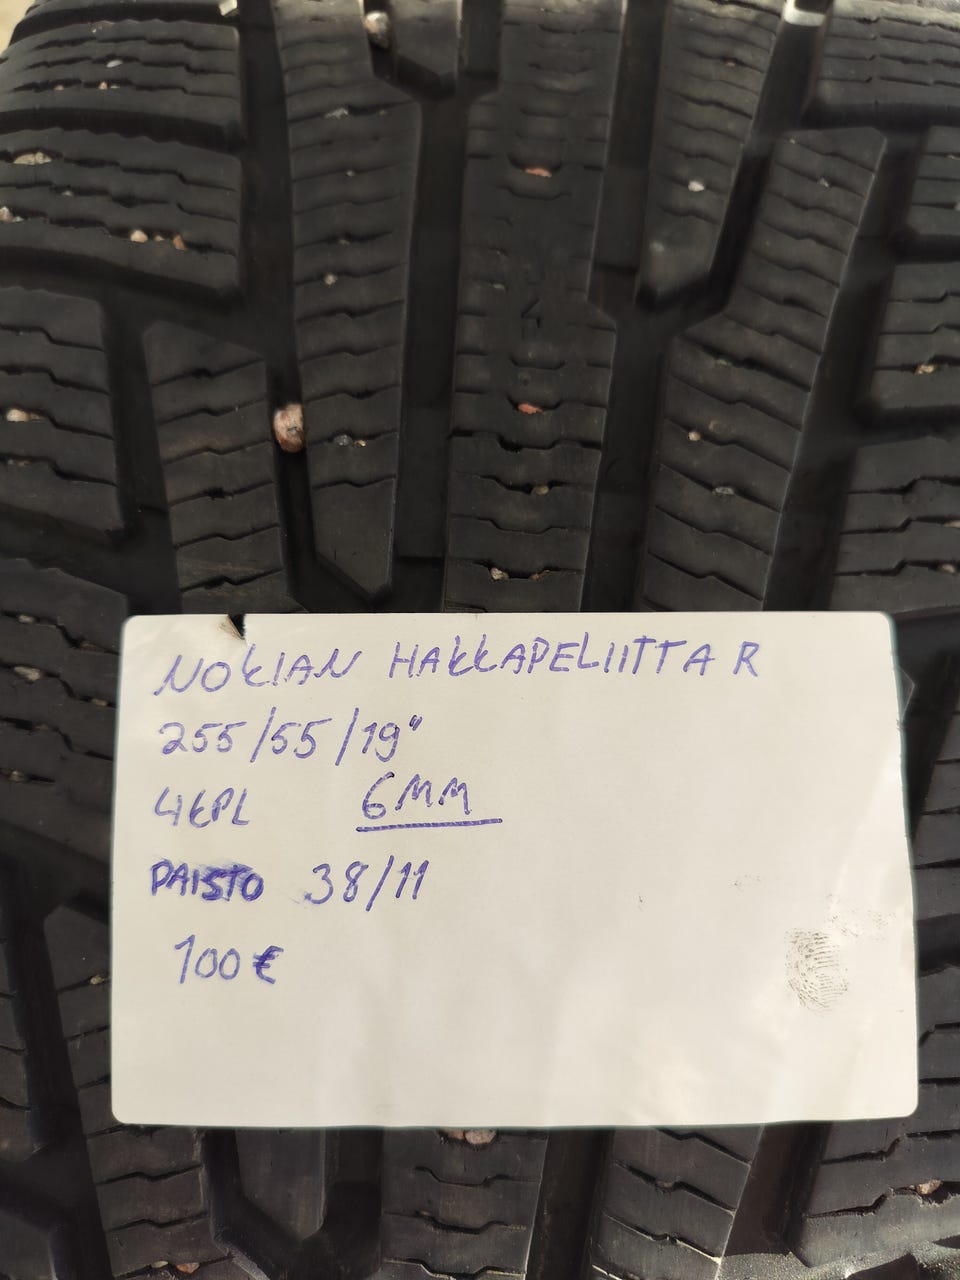 NOKIAN HAKKAPELIITTA R
255/55/19"
4KPL 6MM
PAISTO 38/11
100€